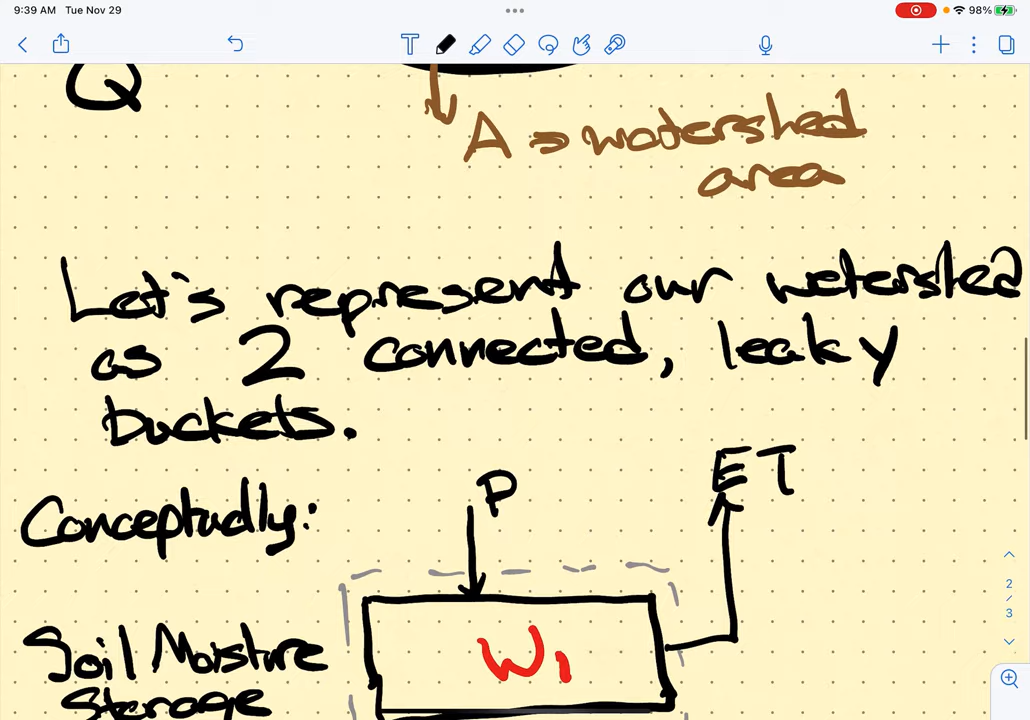 9:39 AM Tue Nov 29
98%
T
Q
A => watershed
area
Let's represent our watershed
as 2 connected, leaky
buckets.
P
ET
Conceptually:
2
/
3
W1
Soil Moisture
Storage